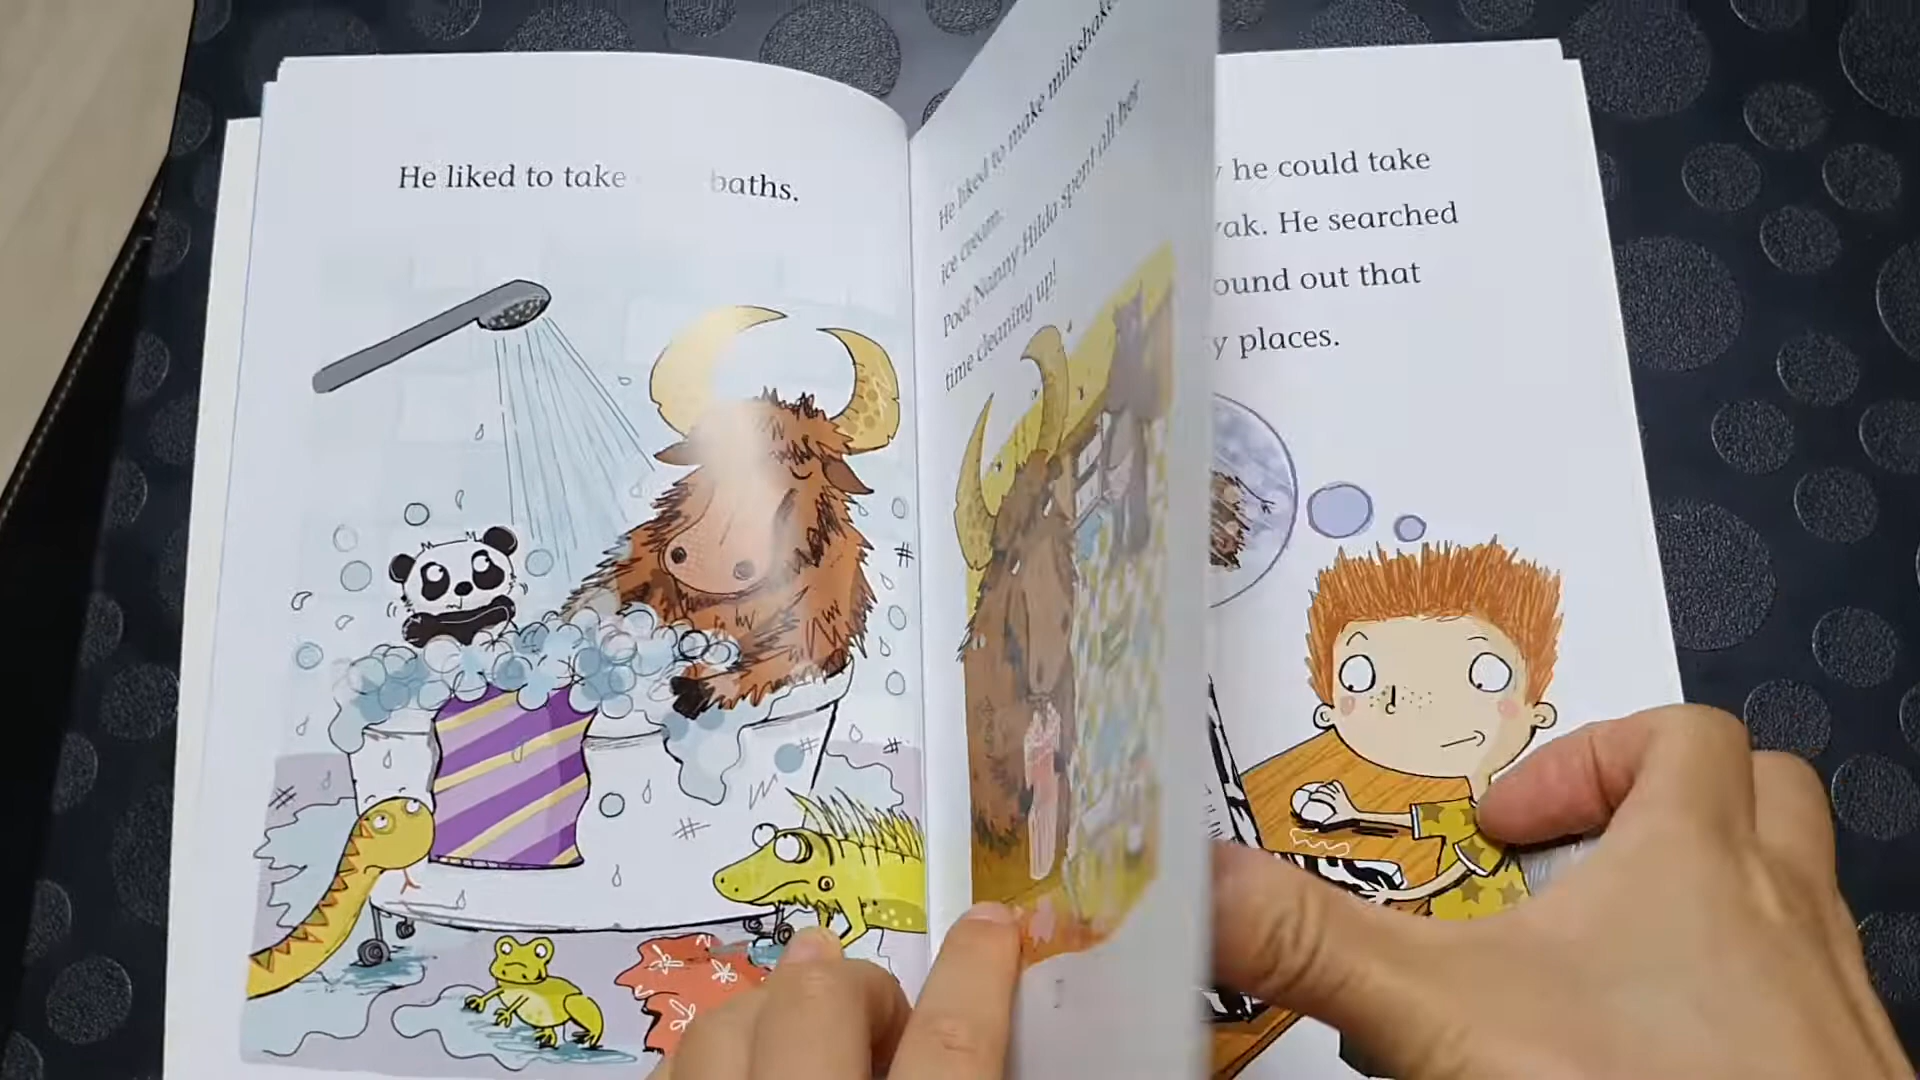 He liked to take baths.
He liked to make milkshake
ice cream.
Poor Nanny Hilda spent all her
time cleaning up!
he could take
yak. He searched
ound out that
y places.